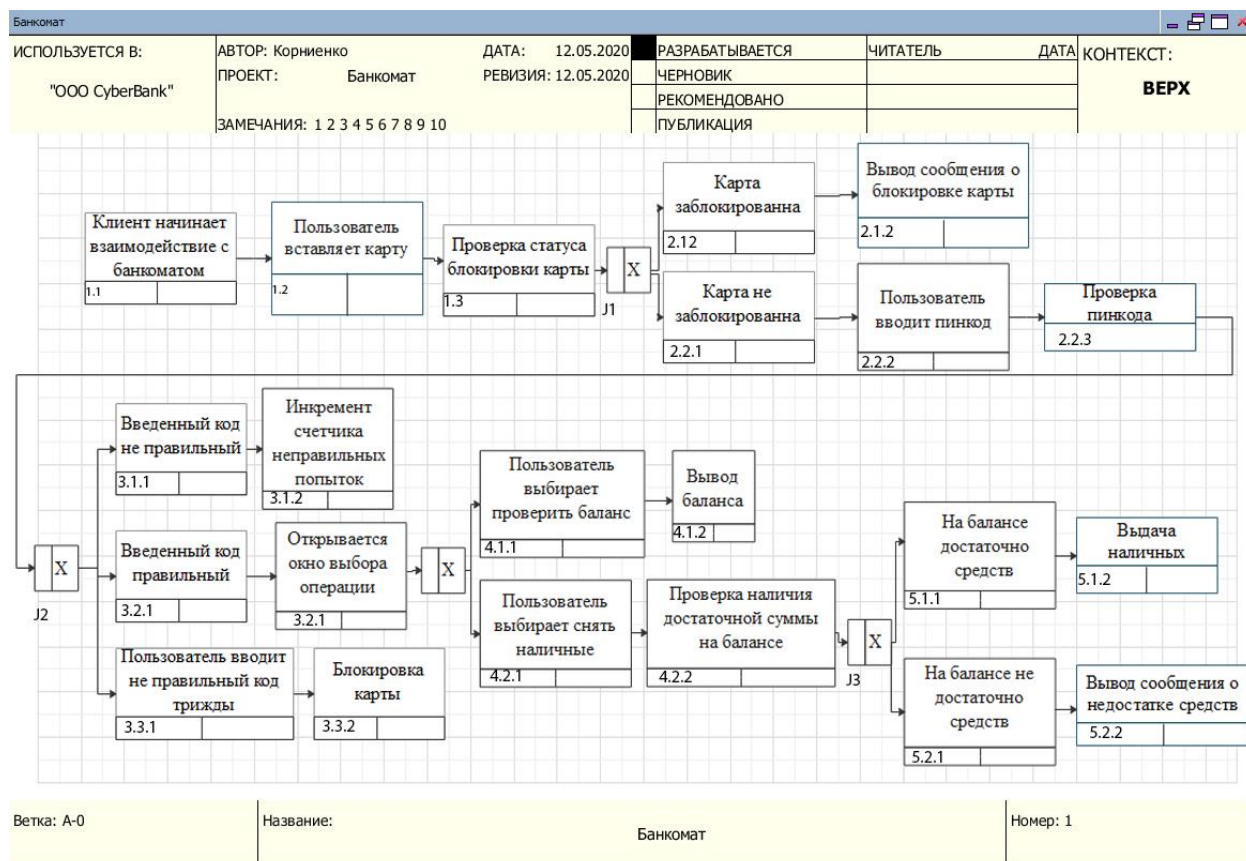 Банкомат
ИСПОЛЬЗУЕТСЯ В:
"ООО CyberBank"
АВТОР: Корниенко
ДАТА: 12.05.2020
ПРОЕКТ: Банкомат
РЕВИЗИЯ: 12.05.2020
ЗАМЕЧАНИЯ: 1 2 3 4 5 6 7 8 9 10
РАЗРАБАТЫВАЕТСЯ
ЧЕРНОВИК
РЕКОМЕНДОВАНО
ПУБЛИКАЦИЯ
ЧИТАТЕЛЬ
ДАТА
КОНТЕКСТ:
ВЕРХ
Клиент начинает
взаимодействие с
банкоматом
1.1
Пользователь
вставляет карту
1.2
Проверка статуса
блокировки карты
1.3
X
J1
Карта
заблокированна
2.12
Вывод сообщения о
блокировке карты
2.1.2
Карта не
заблокированна
2.2.1
Пользователь
вводит пинкод
2.2.2
Проверка
пинкода
2.2.3
X
J2
Введенный код
не правильный
3.1.1
Инкремент
счетчика
неправильных
попыток
3.1.2
Введенный код
правильный
3.2.1
Открывается
окно выбора
операции
3.2.1
Пользователь вводит
не правильный код
трижды
3.3.1
Блокировка
карты
3.3.2
X
Пользователь
выбирает
проверить баланс
4.1.1
Вывод
баланса
4.1.2
Пользователь
выбирает снять
наличные
4.2.1
Проверка наличия
достаточной суммы
на балансе
4.2.2
X
J3
На балансе
достаточно
средств
5.1.1
Выдача
наличных
5.1.2
На балансе не
достаточно
средств
5.2.1
Вывод сообщения о
недостатке средств
5.2.2
Ветка: А-0
Название:
Банкомат
Номер: 1